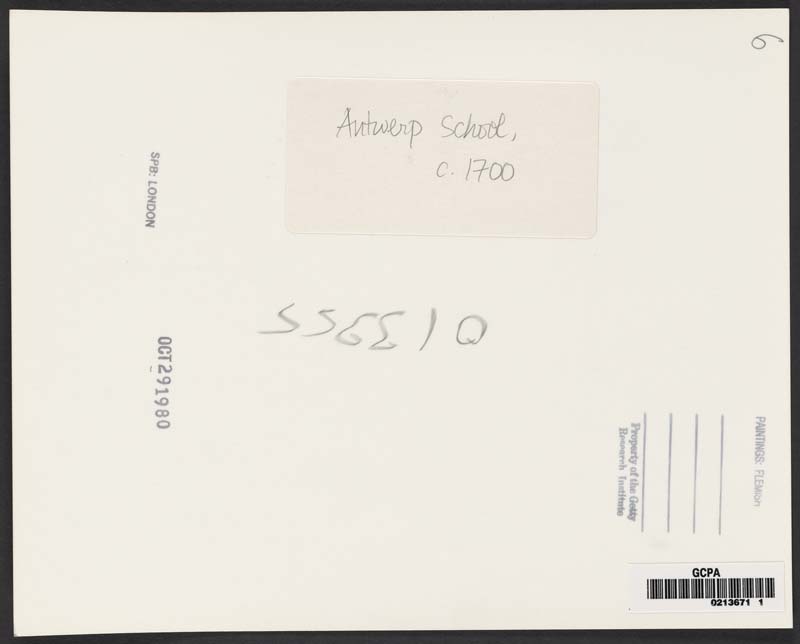 6
Antwerp School,
c. 1700
SPB: LONDON
OCT 29 1980
PAINTINGS: FLEMISH
Property of the Getty
Research Institute
GCPA
0213671 1